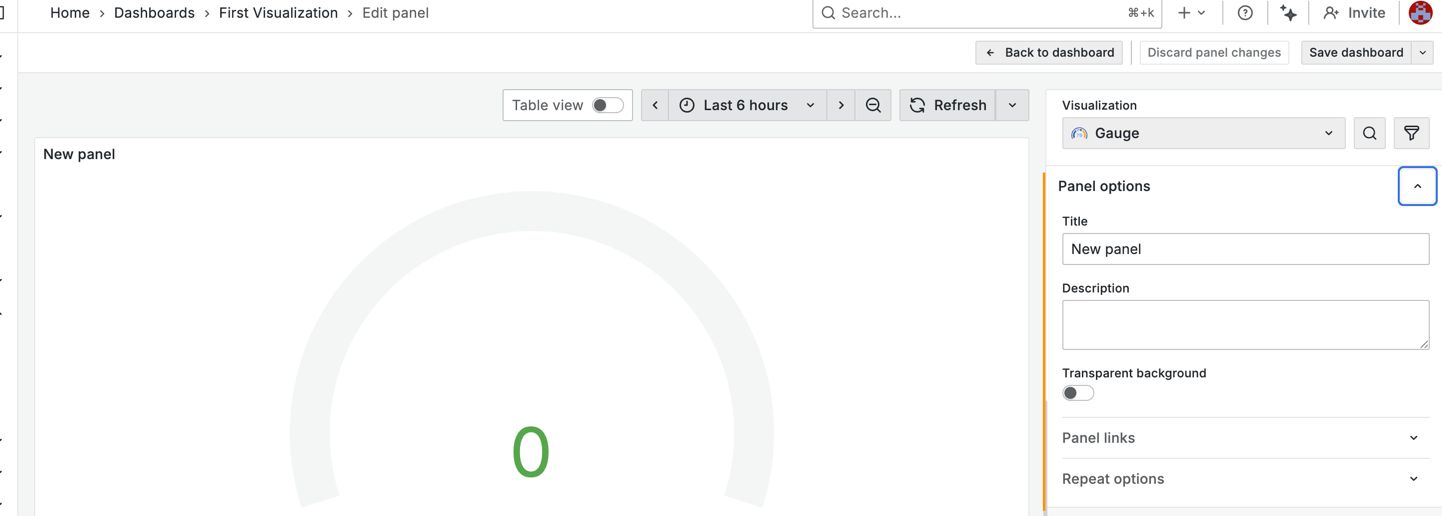 Home › Dashboards › First Visualization › Edit panel
Search...
⌘+k
Invite
Back to dashboard
Discard panel changes
Save dashboard
Table view
Last 6 hours
Refresh
New panel
0
Visualization
Gauge
Panel options
Title
New panel
Description
Transparent background
Panel links
Repeat options